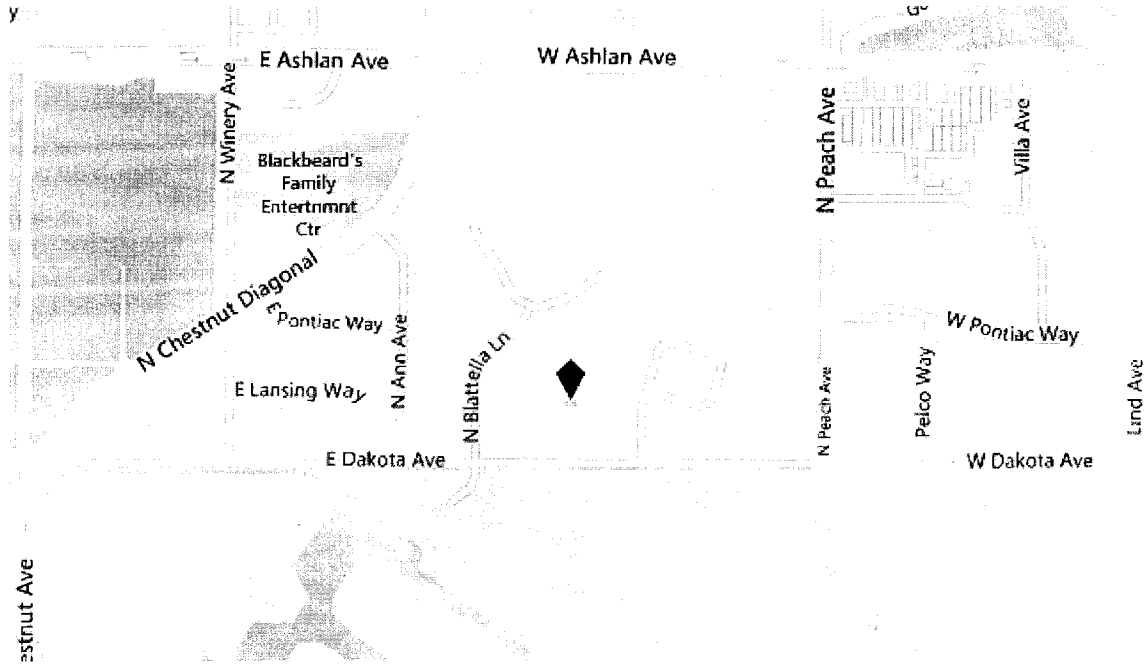 y
E Ashlan Ave
W Ashlan Ave
N Winery Ave
N Peach Ave
Villa Ave
Blackbeard's
Family
Entertnmnt
Ctr
N Chestnut Diagonal
E Pontiac Way
W Pontiac Way
N Ann Ave
N Blattella Ln
E Lansing Way
N Peach Ave
Pelco Way
Lind Ave
E Dakota Ave
W Dakota Ave
estnut Ave